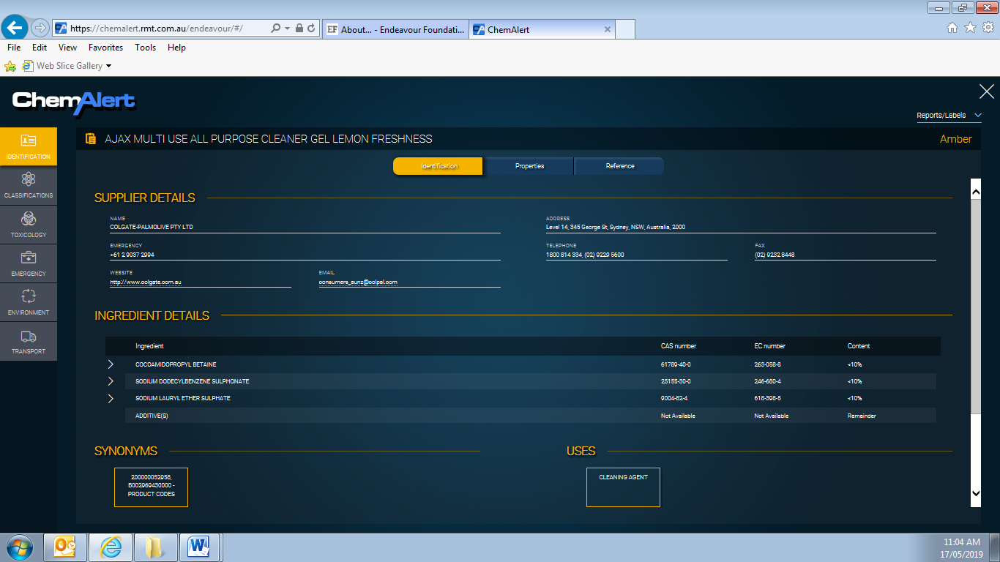 https://chemalert.rmt.com.au/endeavour/#/
EF About... - Endeavour Foundati...
ChemAlert
File Edit View Favorites Tools Help
Web Slice Gallery
ChemAlert
Reports/Labels
AJAX MULTI USE ALL PURPOSE CLEANER GEL LEMON FRESHNESS
Amber
IDENTIFICATION
CLASSIFICATIONS
TOXICOLOGY
EMERGENCY
ENVIRONMENT
TRANSPORT
Identification Properties Reference
SUPPLIER DETAILS
NAME
COLGATE-PALMOLIVE PTY LTD
ADDRESS
Level 14, 345 George St, Sydney, NSW, Australia, 2000
EMERGENCY
+61 2 9037 2994
TELEPHONE
1800 814 334, (02) 9229 5600
FAX
(02) 9232 8448
WEBSITE
http://www.colgate.com.au
EMAIL
INGREDIENT DETAILS
Ingredient CAS number EC number Content
COCOAMIDOPROPYL BETAINE 61789-40-0 263-058-8 <10%
SODIUM DODECYLBENZENE SULPHONATE 25155-30-0 246-680-4 <10%
SODIUM LAURYL ETHER SULPHATE 9004-82-4 618-398-5 <10%
ADDITIVE(S) Not Available Not Available Remainder
SYNONYMS
200000052958,
B002969430000 -
PRODUCT CODES
USES
CLEANING AGENT
11:04 AM
17/05/2019